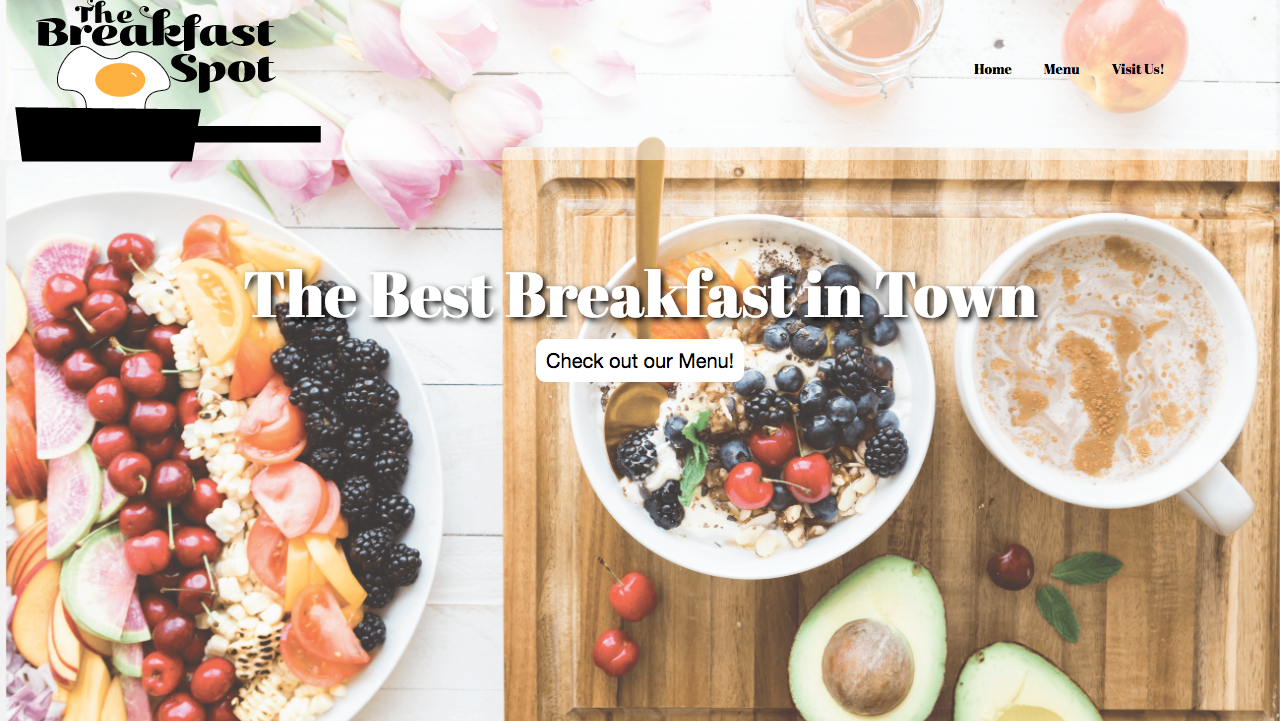 The
Breakfast
Spot
Home Menu Visit Us!
The Best Breakfast in Town
Check out our Menu!